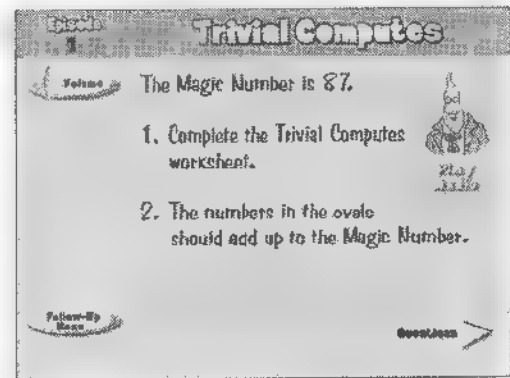 Episode
1
Trivial Computes
Volume
The Magic Number is 87.
1. Complete the Trivial Computes
worksheet.
2. The numbers in the ovals
should add up to the Magic Number.
Follow-Up
Menu
Questions